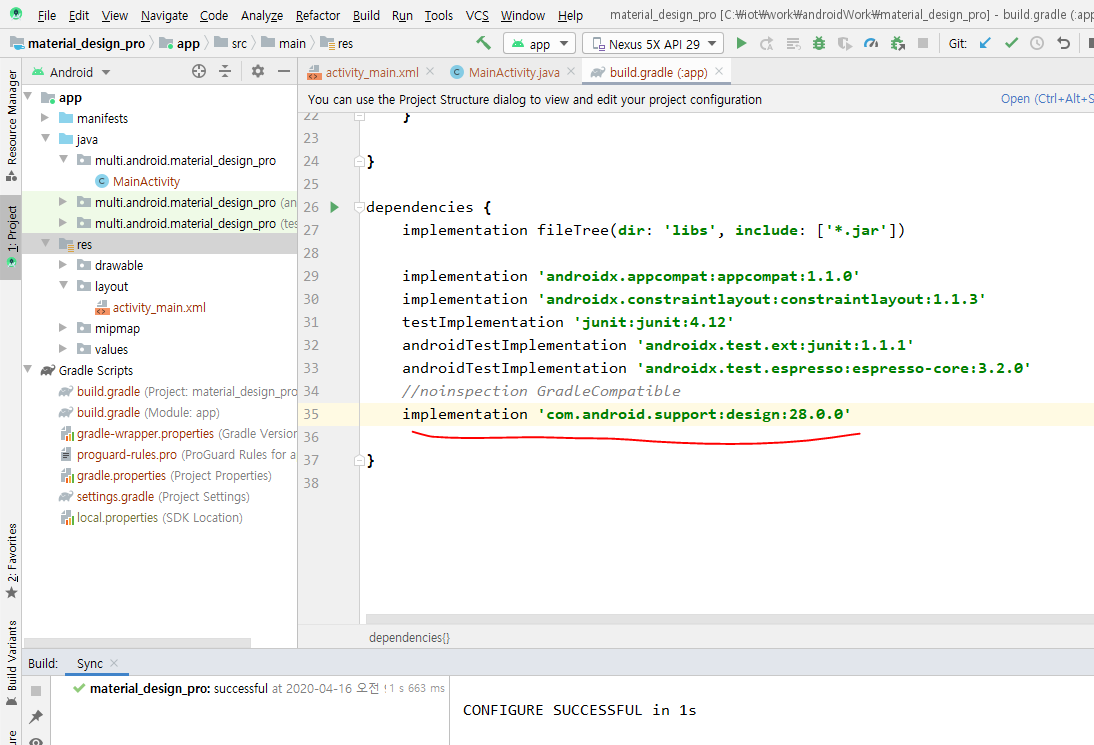 File Edit View Navigate Code Analyze Refactor Build Run Tools VCS Window Help material_design_pro [C:₩iot₩work₩androidWork₩material_design_pro] - build.gradle (:app
material_design_pro app src main res app Nexus 5X API 29 Git:
Android
activity_main.xml MainActivity.java build.gradle (:app)
You can use the Project Structure dialog to view and edit your project configuration Open (Ctrl+Alt+S
Resource Manager
1: Project
2: Favorites
Build Variants
app
manifests
java
multi.android.material_design_pro
MainActivity
multi.android.material_design_pro (an
multi.android.material_design_pro (tes
res
drawable
layout
activity_main.xml
mipmap
values
Gradle Scripts
build.gradle (Project: material_design_pro
build.gradle (Module: app)
gradle-wrapper.properties (Gradle Version
proguard-rules.pro (ProGuard Rules for a
gradle.properties (Project Properties)
settings.gradle (Project Settings)
local.properties (SDK Location)
22 }
23
24 }
25
26 dependencies {
27 implementation fileTree(dir: 'libs', include: ['*.jar'])
28
29 implementation 'androidx.appcompat:appcompat:1.1.0'
30 implementation 'androidx.constraintlayout:constraintlayout:1.1.3'
31 testImplementation 'junit:junit:4.12'
32 androidTestImplementation 'androidx.test.ext:junit:1.1.1'
33 androidTestImplementation 'androidx.test.espresso:espresso-core:3.2.0'
34 //noinspection GradleCompatible
35 implementation 'com.android.support:design:28.0.0'
36
37 }
38
dependencies{}
Build: Sync
material_design_pro: successful at 2020-04-16 오전 1 s 663 ms
CONFIGURE SUCCESSFUL in 1s